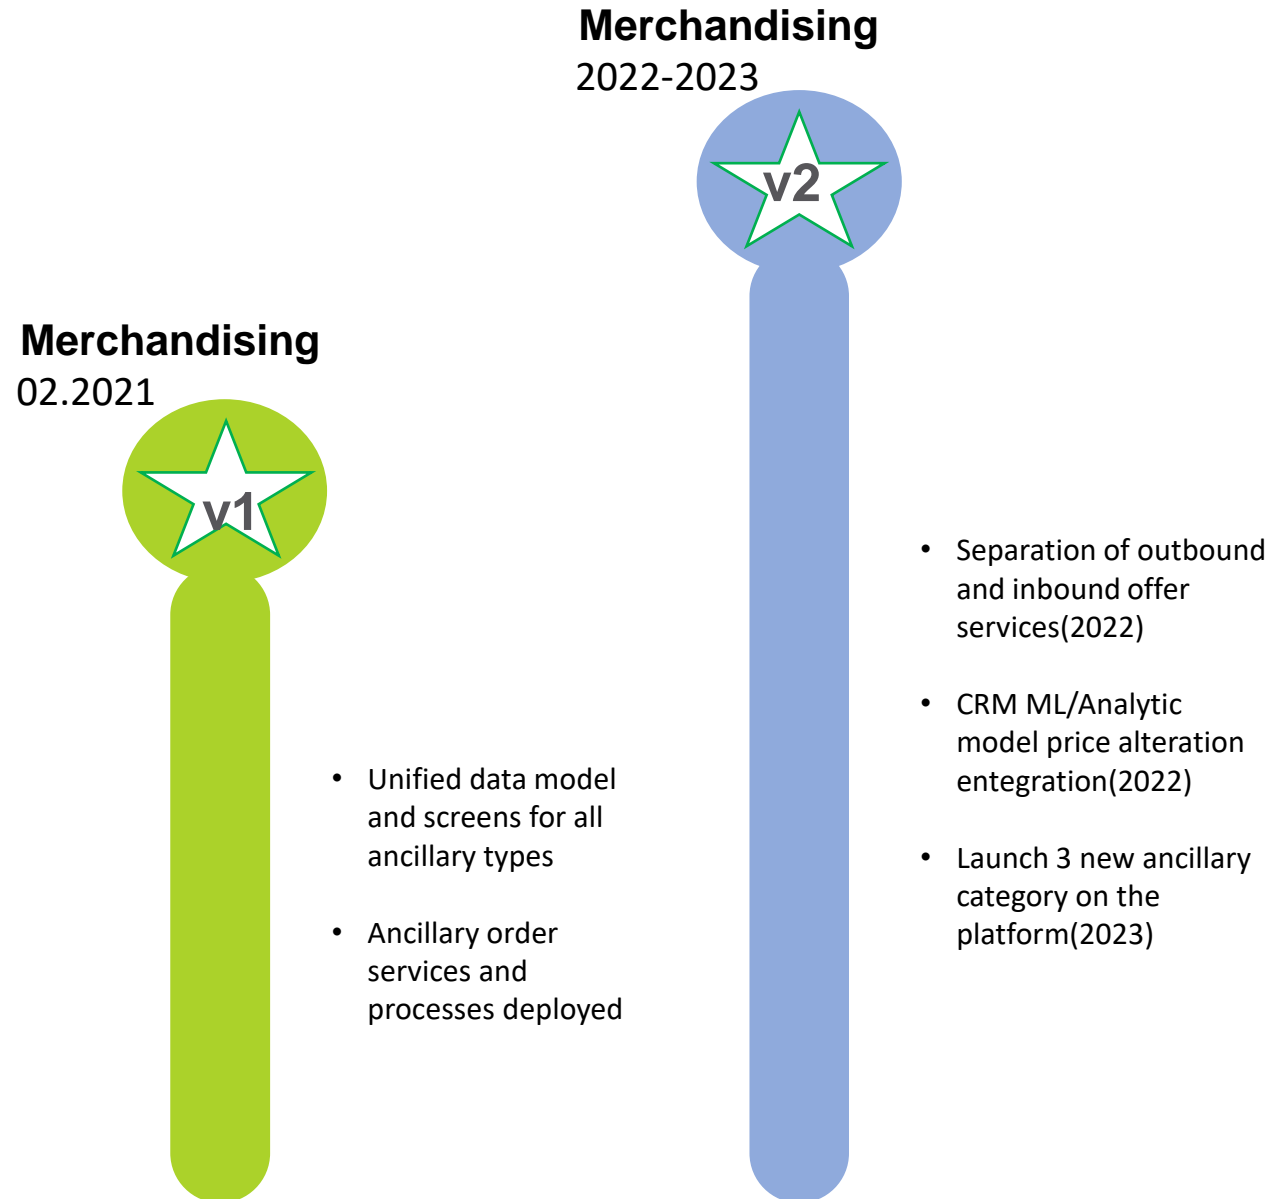 Merchandising
2022-2023
v2
Merchandising
02.2021
v1
• Unified data model
and screens for all
ancillary types
• Ancillary order
services and
processes deployed
• Separation of outbound
and inbound offer
services(2022)
• CRM ML/Analytic
model price alteration
entegration(2022)
• Launch 3 new ancillary
category on the
platform(2023)